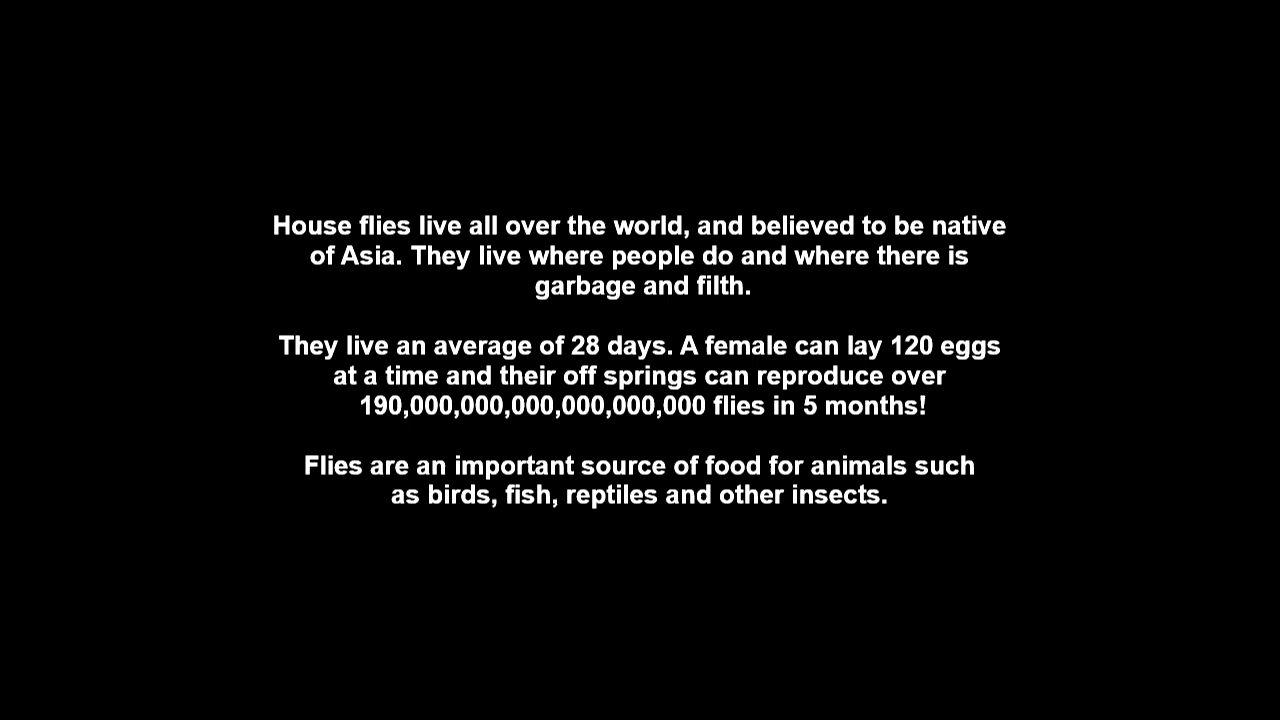 House flies live all over the world, and believed to be native
of Asia. They live where people do and where there is
garbage and filth.
They live an average of 28 days. A female can lay 120 eggs
at a time and their off springs can reproduce over
190,000,000,000,000,000,000 flies in 5 months!
Flies are an important source of food for animals such
as birds, fish, reptiles and other insects.